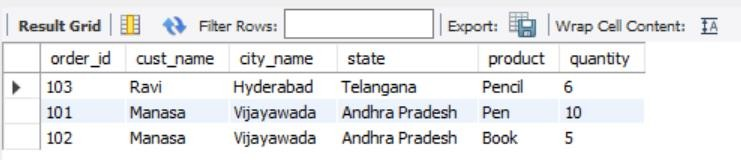 Result Grid Filter Rows: Export: Wrap Cell Content: IA
order_id cust_name city_name state product quantity
103 Ravi Hyderabad Telangana Pencil 6
101 Manasa Vijayawada Andhra Pradesh Pen 10
102 Manasa Vijayawada Andhra Pradesh Book 5